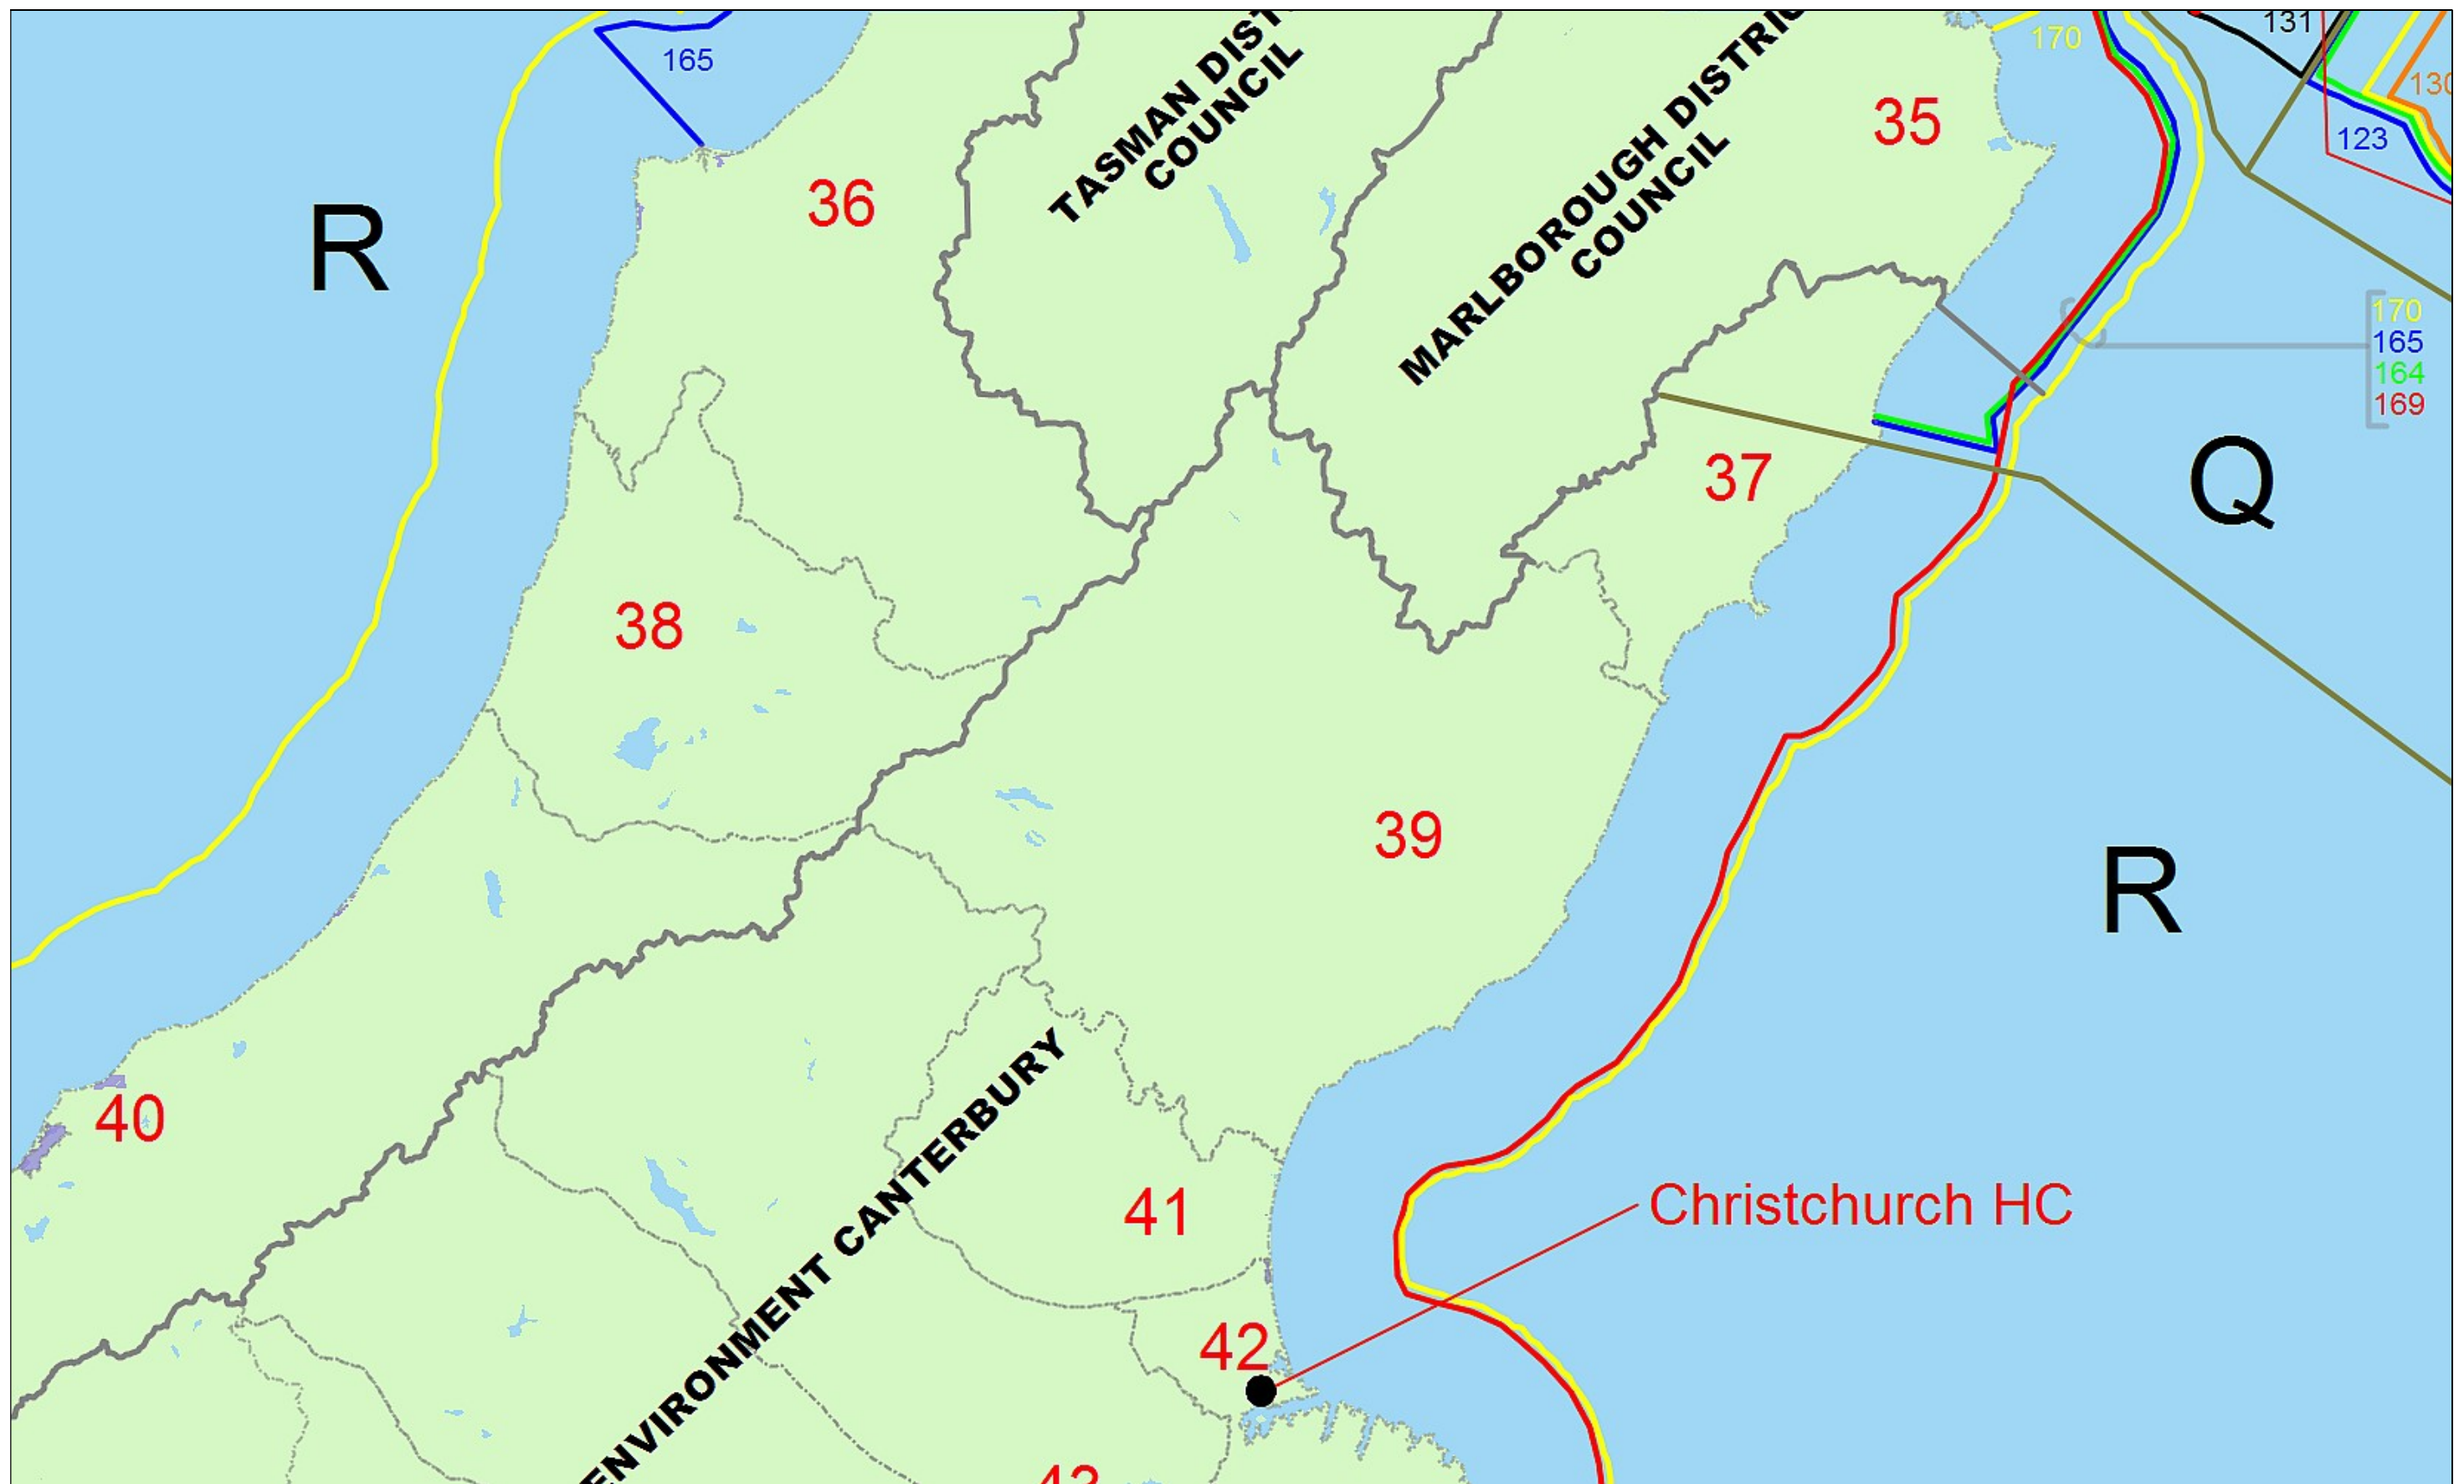 131
170
165
130
TASMAN DIST
COUNCIL
MARLBOROUGH DISTRIC
COUNCIL
35
123
36
R
170
165
164
169
37
Q
38
39
R
40
ENVIRONMENT CANTERBURY
41
Christchurch HC
42
43